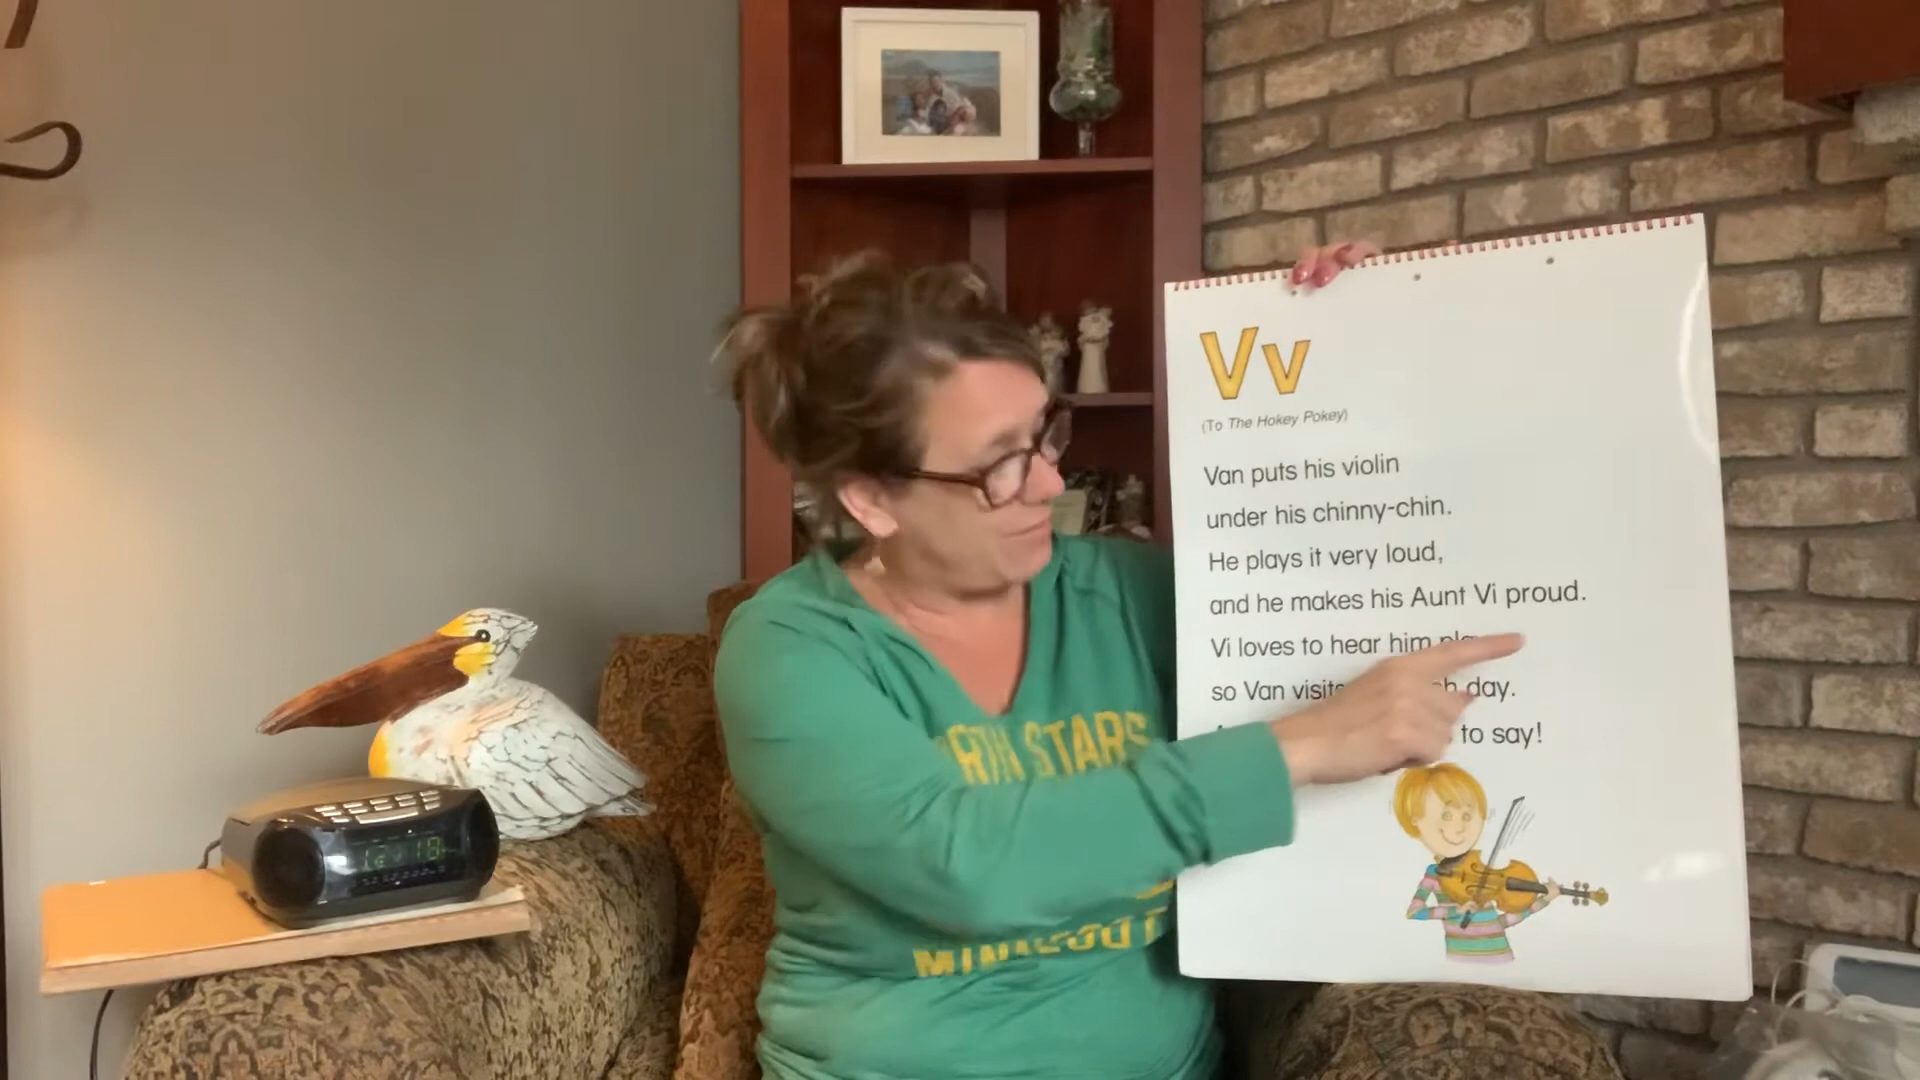 Vv
(To The Hokey Pokey)
Van puts his violin
under his chinny-chin.
He plays it very loud,
and he makes his Aunt Vi proud.
Vi loves to hear him
so Van day.
to say!
STARS